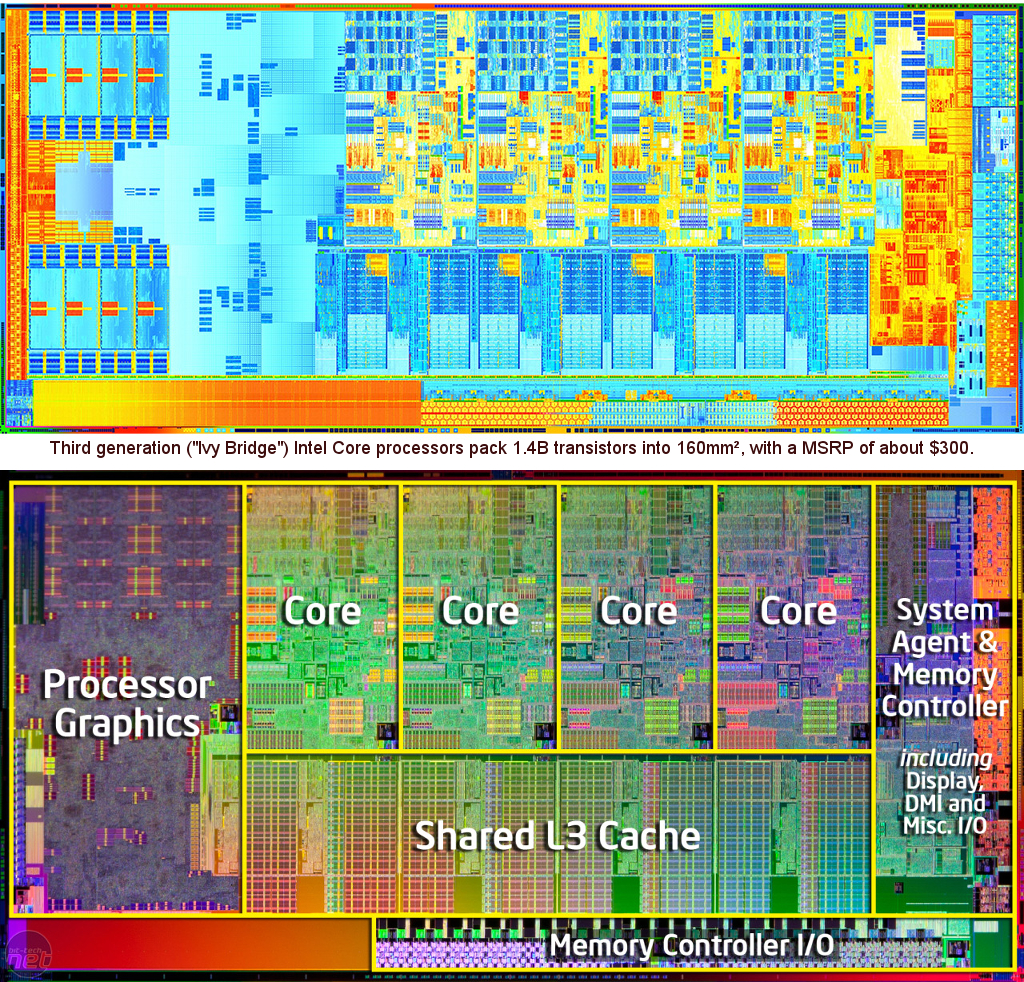 Third generation ("Ivy Bridge") Intel Core processors pack 1.4B transistors into 160mm², with a MSRP of about $300.
Processor
Graphics
Core
Core
Core
Core
System
Agent &
Memory
Controller
including
Display,
DMI and
Misc. I/O
Shared L3 Cache
Memory Controller I/O
bit-tech
net